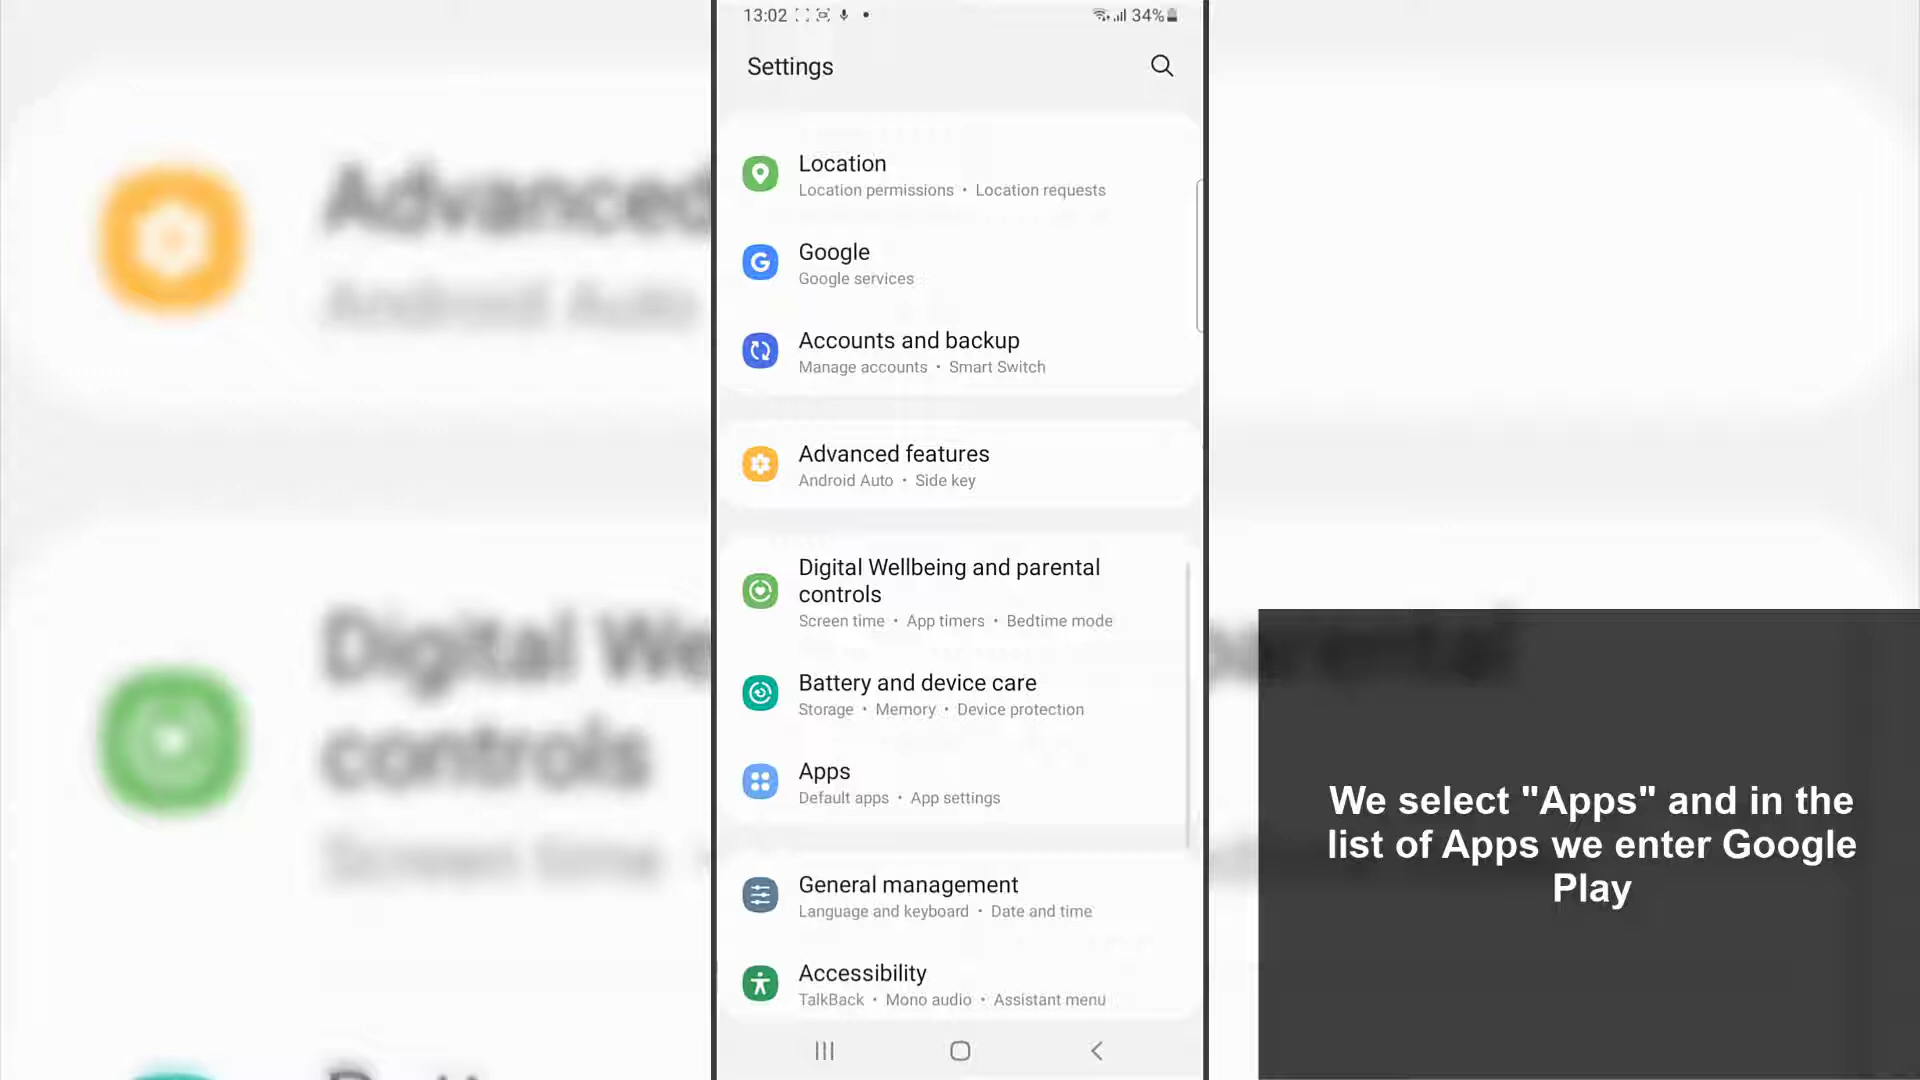 13:02
34%
Settings
Location
Location permissions • Location requests
Google
Google services
Accounts and backup
Manage accounts • Smart Switch
Advanced features
Android Auto • Side key
Digital Wellbeing and parental
controls
Screen time • App timers • Bedtime mode
Battery and device care
Storage • Memory • Device protection
Apps
Default apps • App settings
General management
Language and keyboard • Date and time
Accessibility
TalkBack • Mono audio • Assistant menu
Advanced
Android Auto
Digital We
parental
controls
Screen time
We select "Apps" and in the
list of Apps we enter Google
Play